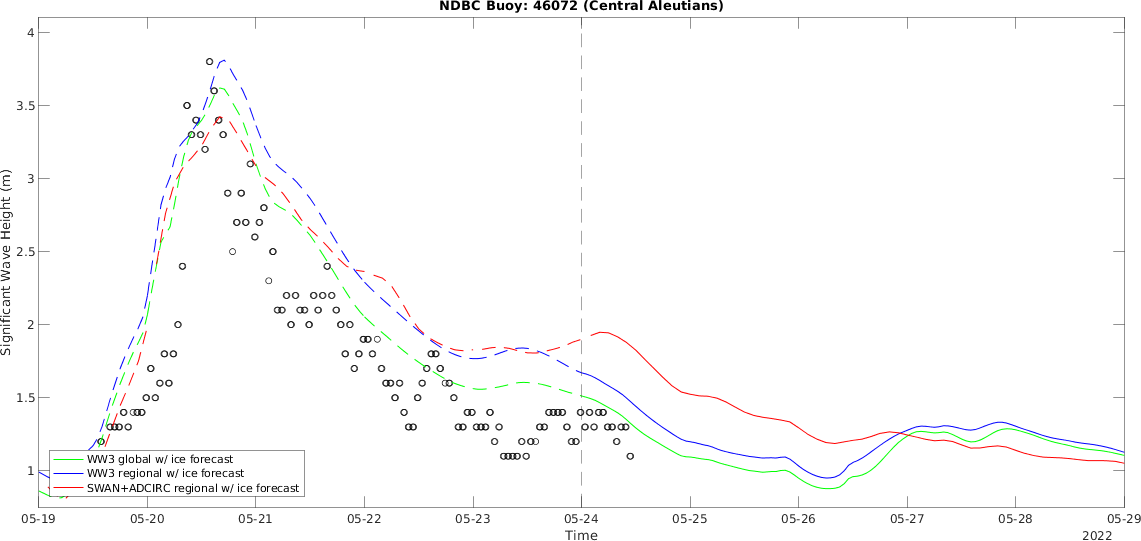 NDBC Buoy: 46072 (Central Aleutians)
4
3.5
3
2.5
2
1.5
1
Significant Wave Height (m)
WW3 global w/ ice forecast
WW3 regional w/ ice forecast
SWAN+ADCIRC regional w/ ice forecast
05-19 05-20 05-21 05-22 05-23 05-24 05-25 05-26 05-27 05-28 05-29
Time
2022